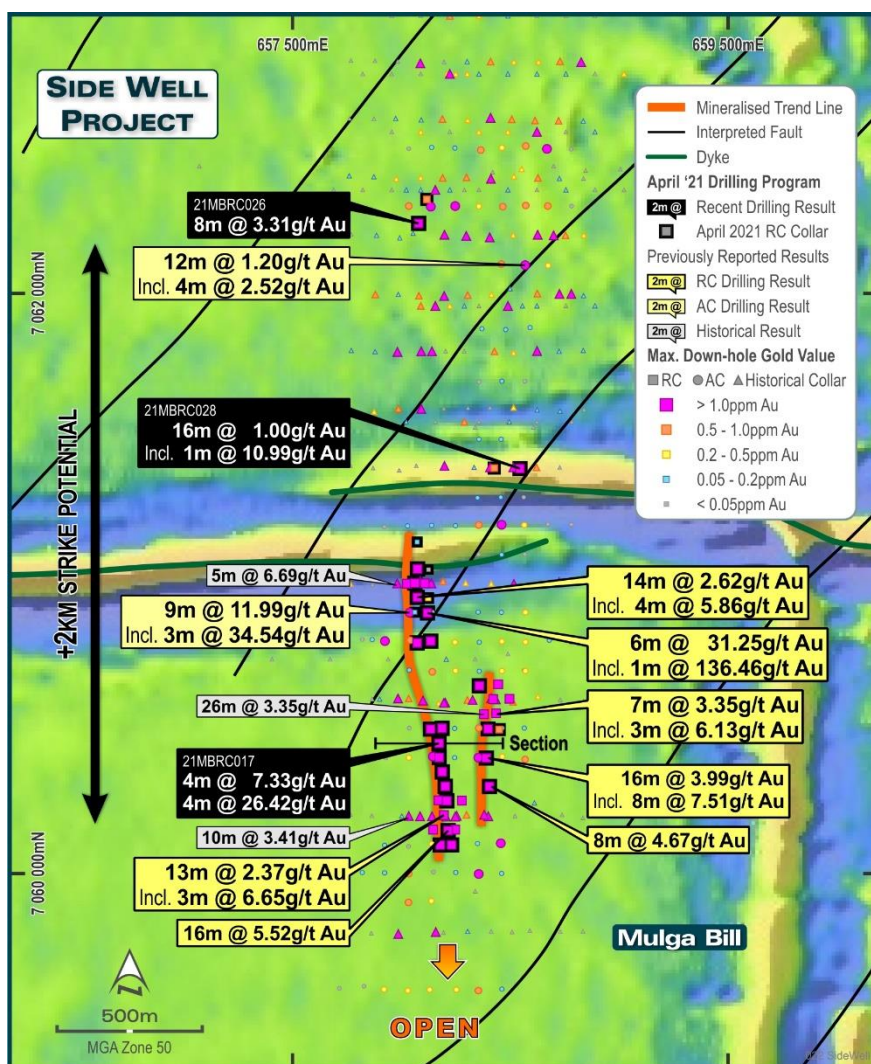 657 500mE
659 500mE
SIDE WELL
PROJECT
Mineralised Trend Line
Interpreted Fault
Dyke
April '21 Drilling Program
2m @ Recent Drilling Result
April 2021 RC Collar
Previously Reported Results
2m @ RC Drilling Result
2m @ AC Drilling Result
2m @ Historical Result
Max. Down-hole Gold Value
RC AC Historical Collar
> 1.0ppm Au
0.5 - 1.0ppm Au
0.2 - 0.5ppm Au
0.05 - 0.2ppm Au
< 0.05ppm Au
21MBRC026
8m @ 3.31g/t Au
12m @ 1.20g/t Au
Incl. 4m @ 2.52g/t Au
7 062 000mN
21MBRC028
16m @ 1.00g/t Au
Incl. 1m @ 10.99g/t Au
+2KM STRIKE POTENTIAL
5m @ 6.69g/t Au
14m @ 2.62g/t Au
Incl. 4m @ 5.86g/t Au
9m @ 11.99g/t Au
Incl. 3m @ 34.54g/t Au
6m @ 31.25g/t Au
Incl. 1m @ 136.46g/t Au
26m @ 3.35g/t Au
7m @ 3.35g/t Au
Incl. 3m @ 6.13g/t Au
Section
21MBRC017
4m @ 7.33g/t Au
4m @ 26.42g/t Au
16m @ 3.99g/t Au
Incl. 8m @ 7.51g/t Au
10m @ 3.41g/t Au
8m @ 4.67g/t Au
7 060 000mN
13m @ 2.37g/t Au
Incl. 3m @ 6.65g/t Au
16m @ 5.52g/t Au
Mulga Bill
N
500m
MGA Zone 50
OPEN
SideWell